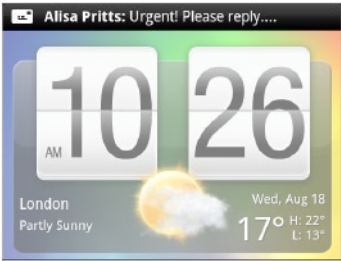 Alisa Pritts: Urgent! Please reply....
10 26
AM
London
Partly Sunny
Wed, Aug 18
17° H: 22°
L: 13°